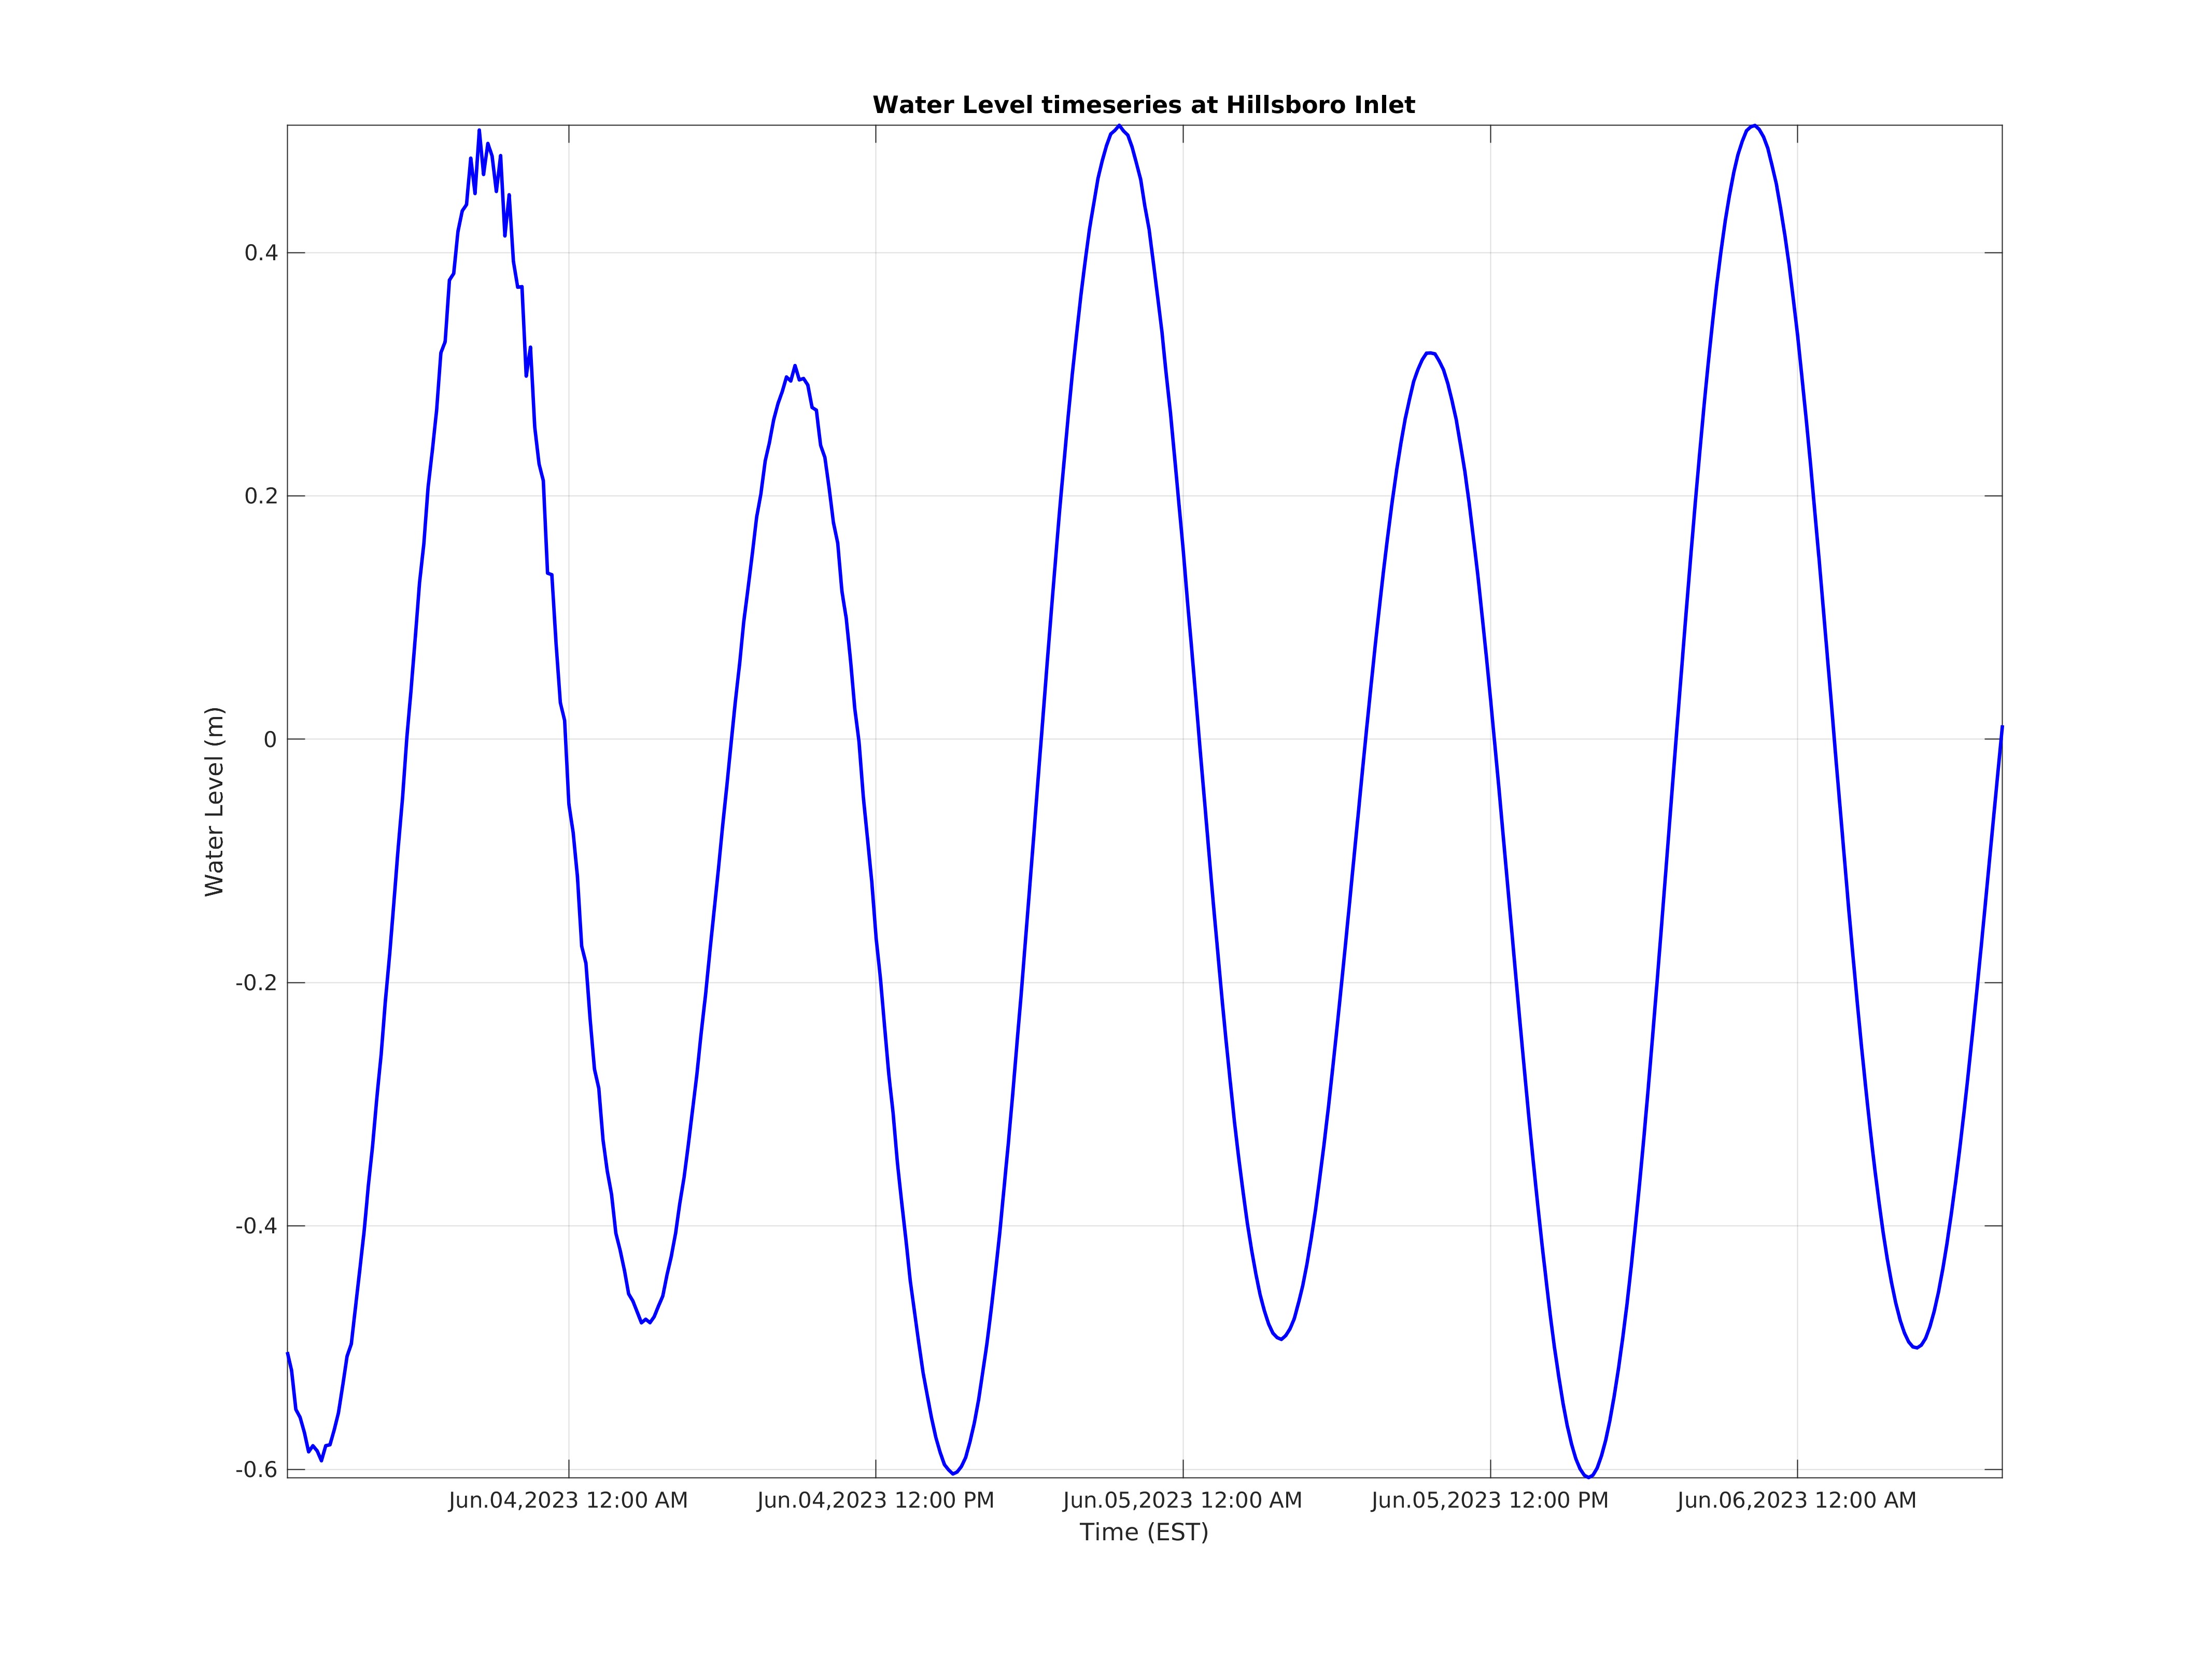 Water Level timeseries at Hillsboro Inlet
0.4
0.2
0
-0.2
-0.4
-0.6
Water Level (m)
Jun.04,2023 12:00 AM
Jun.04,2023 12:00 PM
Jun.05,2023 12:00 AM
Jun.05,2023 12:00 PM
Jun.06,2023 12:00 AM
Time (EST)